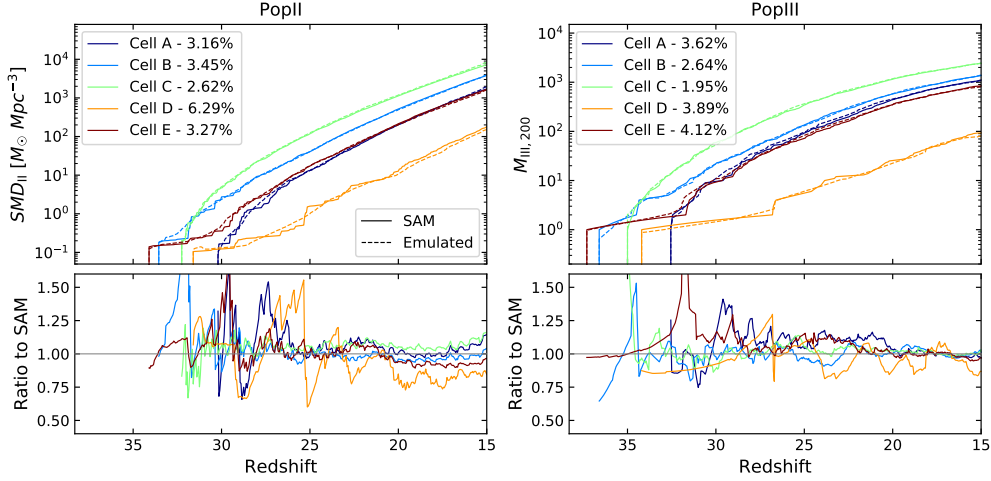 PopII
PopIII
SMD_II [M_⊙ Mpc^−3]
10^4
10^3
10^2
10^1
10^0
10^−1
Cell A - 3.16%
Cell B - 3.45%
Cell C - 2.62%
Cell D - 6.29%
Cell E - 3.27%
SAM
Emulated
M_III, 200
10^4
10^3
10^2
10^1
10^0
Cell A - 3.62%
Cell B - 2.64%
Cell C - 1.95%
Cell D - 3.89%
Cell E - 4.12%
Ratio to SAM
1.50
1.25
1.00
0.75
0.50
35 30 25 20 15
Redshift
Ratio to SAM
1.50
1.25
1.00
0.75
0.50
35 30 25 20 15
Redshift